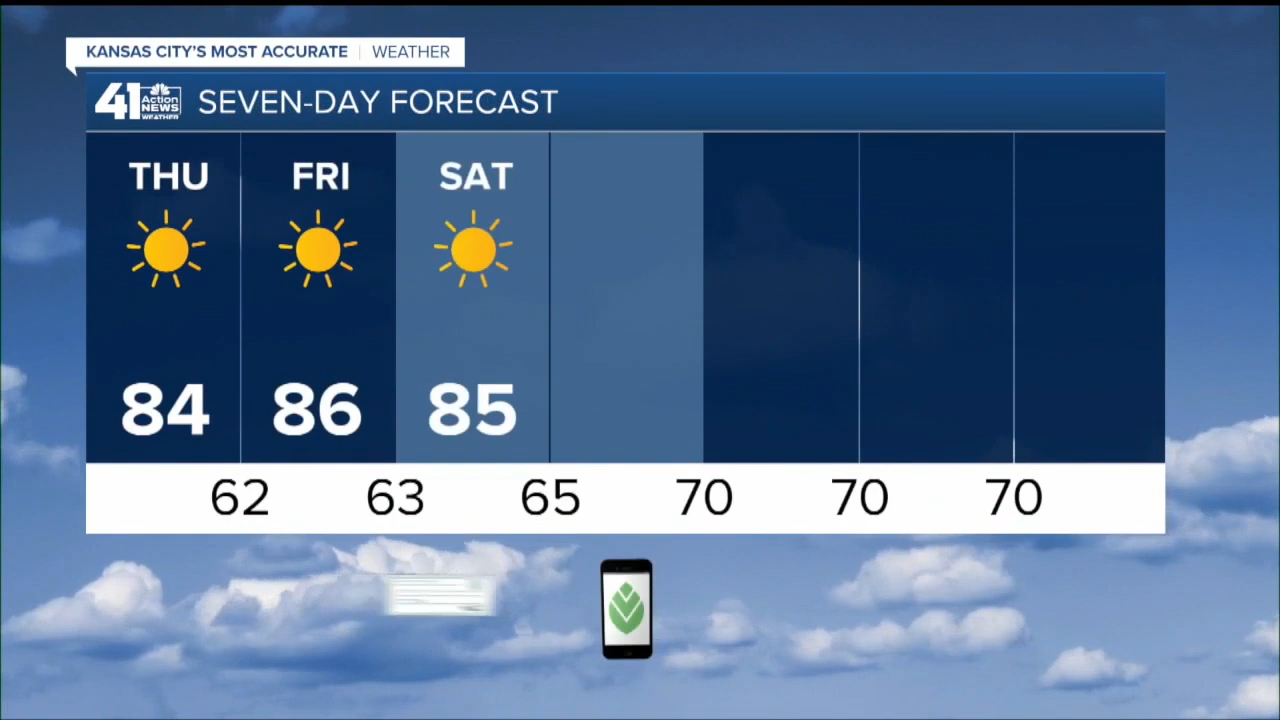 KANSAS CITY'S MOST ACCURATE | WEATHER
41 Action NEWS WEATHER SEVEN-DAY FORECAST
THU FRI SAT
84 86 85
62 63 65 70 70 70